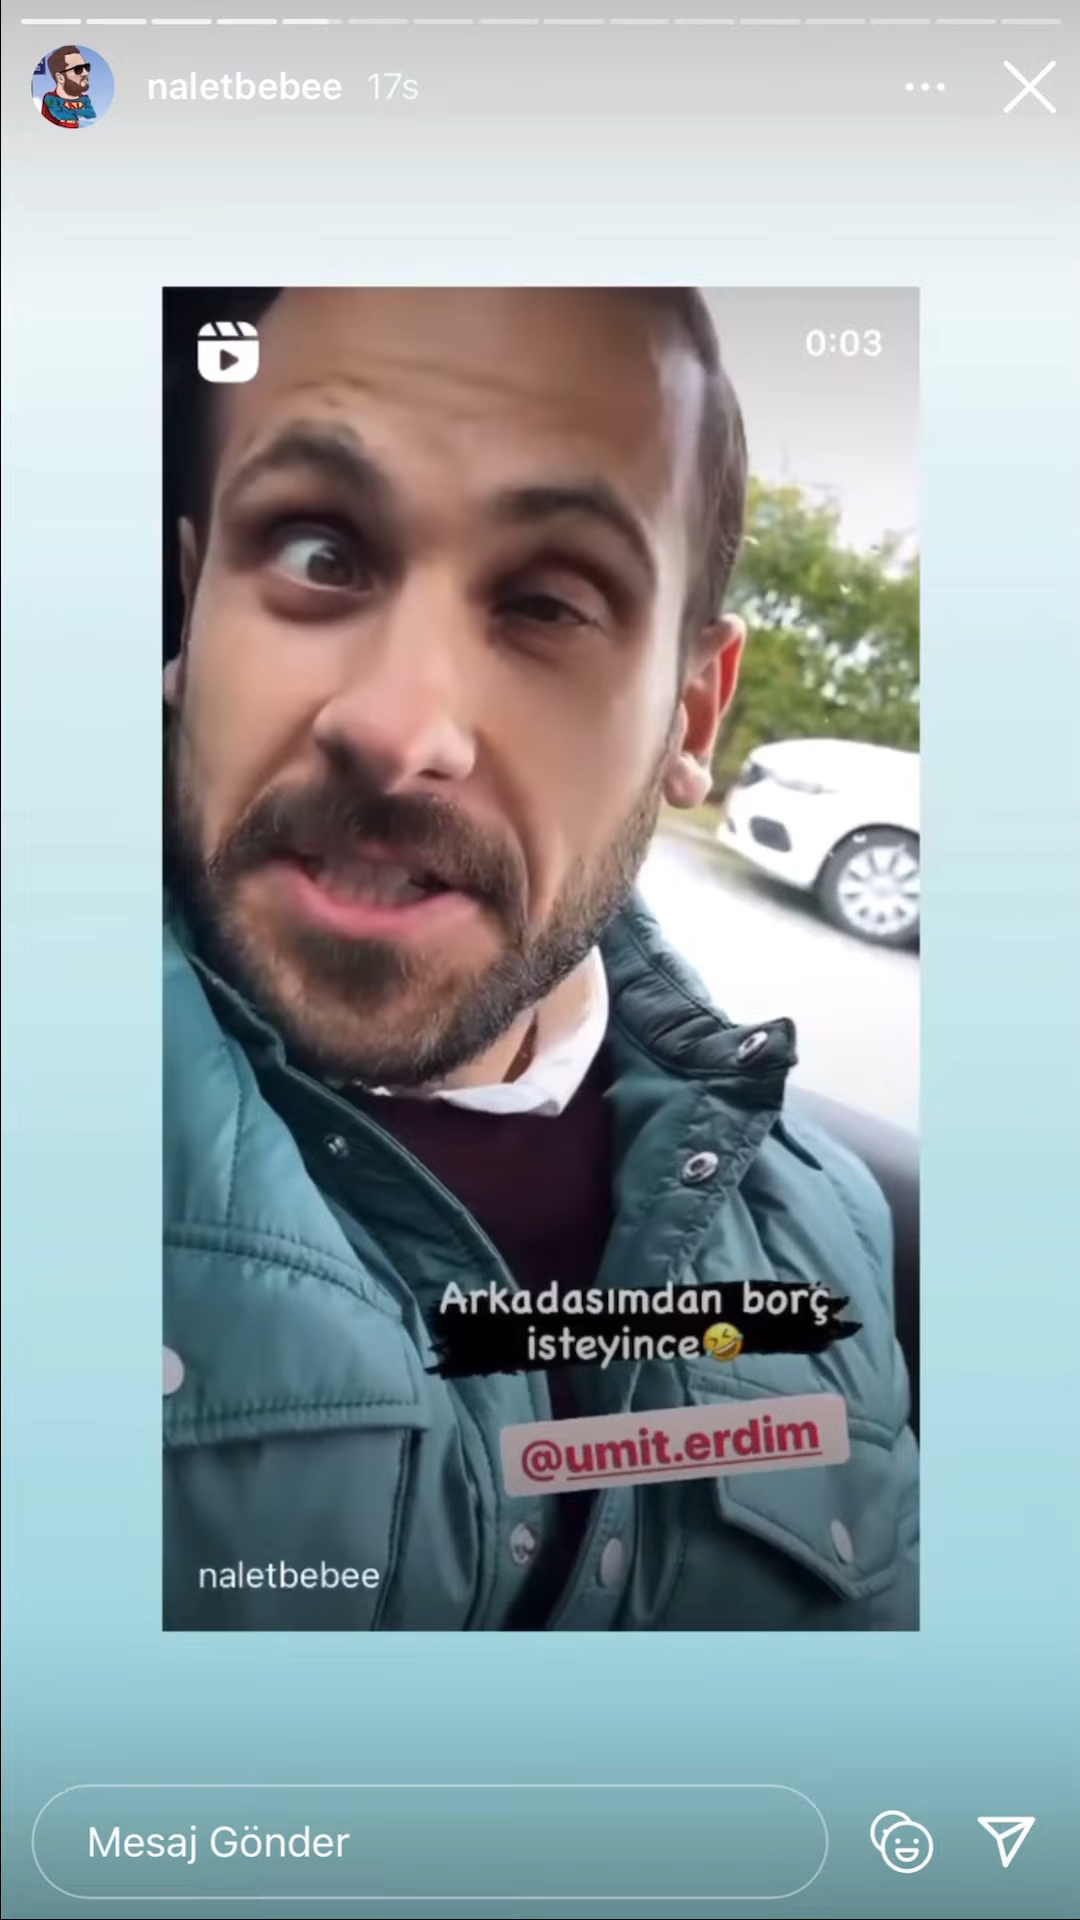 naletbebee 17s
0:03
Arkadasımdan borç
isteyince🤣
@umit.erdim
naletbebee
Mesaj Gönder